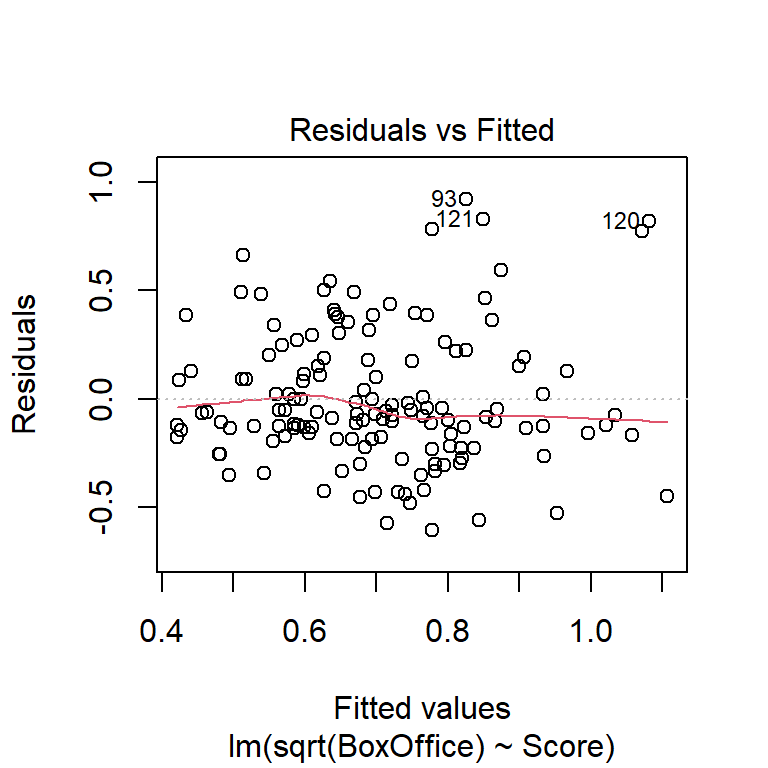 Residuals vs Fitted
Residuals
1.0
0.5
0.0
-0.5
93
121
120
0.4 0.6 0.8 1.0
Fitted values
lm(sqrt(BoxOffice) ~ Score)